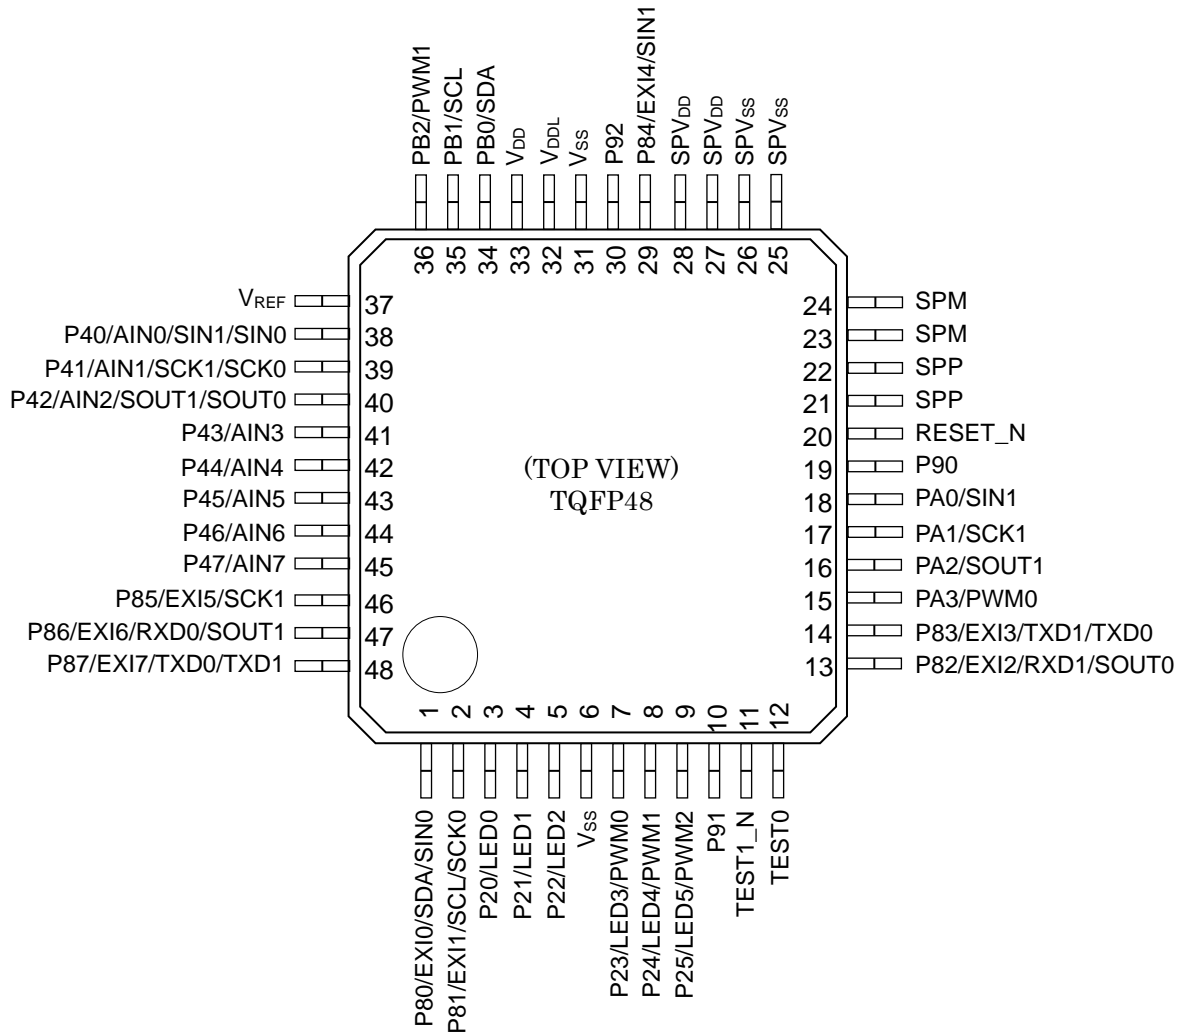 PB2/PWM1
PB1/SCL
PB0/SDA
VDD
VDDL
VSS
P92
P84/EXI4/SIN1
SPVDD
SPVDD
SPVSS
SPVSS
36
35
34
33
32
31
30
29
28
27
26
25
VREF 37
P40/AIN0/SIN1/SIN0 38
P41/AIN1/SCK1/SCK0 39
P42/AIN2/SOUT1/SOUT0 40
P43/AIN3 41
P44/AIN4 42
P45/AIN5 43
P46/AIN6 44
P47/AIN7 45
P85/EXI5/SCK1 46
P86/EXI6/RXD0/SOUT1 47
P87/EXI7/TXD0/TXD1 48
(TOP VIEW)
TQFP48
24 SPM
23 SPM
22 SPP
21 SPP
20 RESET_N
19 P90
18 PA0/SIN1
17 PA1/SCK1
16 PA2/SOUT1
15 PA3/PWM0
14 P83/EXI3/TXD1/TXD0
13 P82/EXI2/RXD1/SOUT0
1
2
3
4
5
6
7
8
9
10
11
12
P80/EXI0/SDA/SIN0
P81/EXI1/SCL/SCK0
P20/LED0
P21/LED1
P22/LED2
VSS
P23/LED3/PWM0
P24/LED4/PWM1
P25/LED5/PWM2
P91
TEST1_N
TEST0